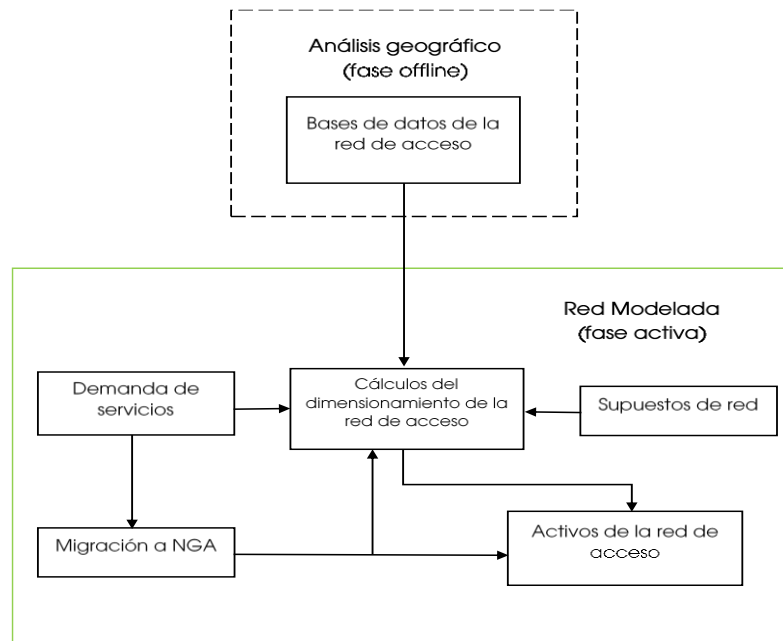 Análisis geográfico
(fase offline)
Bases de datos de la
red de acceso
Red Modelada
(fase activa)
Demanda de
servicios
Cálculos del
dimensionamiento de la
red de acceso
Supuestos de red
Migración a NGA
Activos de la red de
acceso